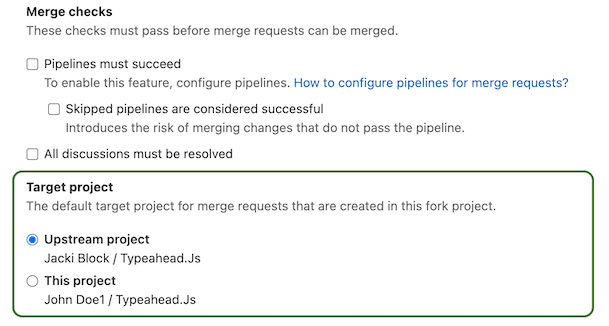 Merge checks
These checks must pass before merge requests can be merged.
Pipelines must succeed
To enable this feature, configure pipelines. How to configure pipelines for merge requests?
Skipped pipelines are considered successful
Introduces the risk of merging changes that do not pass the pipeline.
All discussions must be resolved
Target project
The default target project for merge requests that are created in this fork project.
Upstream project
Jacki Block / Typeahead.Js
This project
John Doe1 / Typeahead.Js